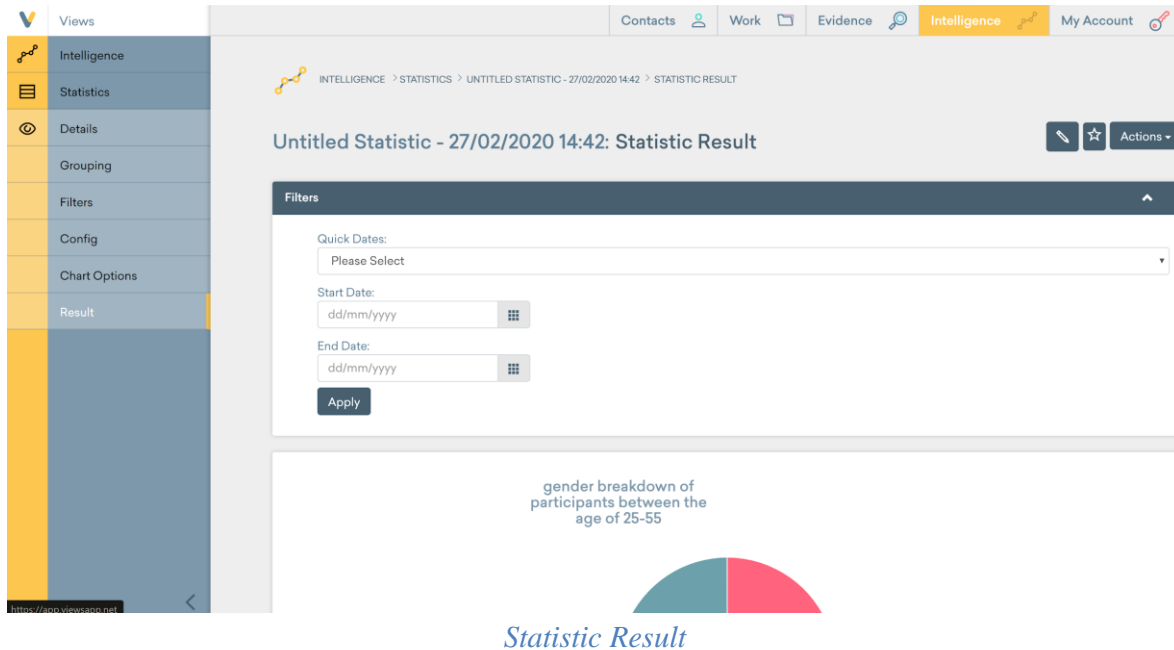 Views
Contacts
Work
Evidence
Intelligence
My Account
Intelligence
Statistics
Details
Grouping
Filters
Config
Chart Options
Result
INTELLIGENCE > STATISTICS > UNTITLED STATISTIC - 27/02/2020 14:42 > STATISTIC RESULT
Untitled Statistic - 27/02/2020 14:42: Statistic Result
Actions
Filters
Quick Dates:
Please Select
Start Date:
dd/mm/yyyy
End Date:
dd/mm/yyyy
Apply
gender breakdown of
participants between the
age of 25-55
https://app.viewsapp.net
Statistic Result